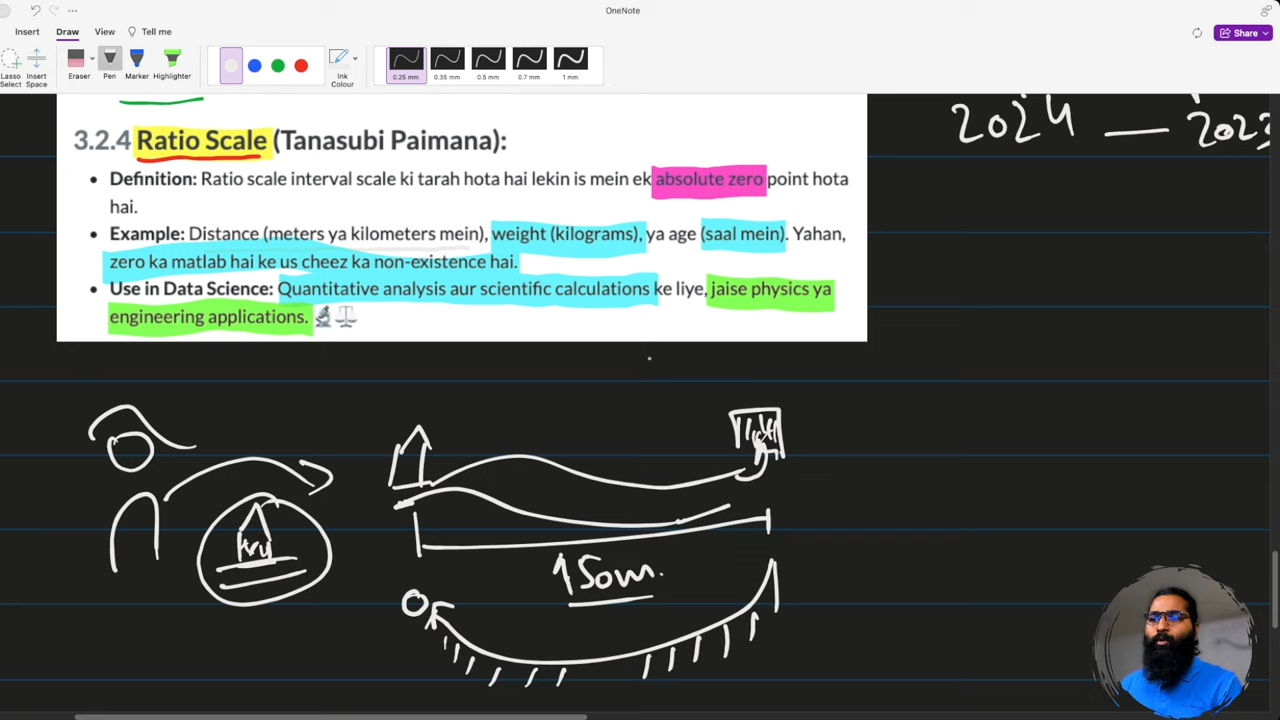 OneNote
Insert Draw View Tell me Share
Lasso Select Insert Space Eraser Pen Marker Highlighter Ink Colour 0.25 mm 0.35 mm 0.5 mm 0.7 mm 1 mm
2024 — 2023
3.2.4 Ratio Scale (Tanasubi Paimana):
• Definition: Ratio scale interval scale ki tarah hota hai lekin is mein ek absolute zero point hota
hai.
• Example: Distance (meters ya kilometers mein), weight (kilograms), ya age (saal mein). Yahan,
zero ka matlab hai ke us cheez ka non-existence hai.
• Use in Data Science: Quantitative analysis aur scientific calculations ke liye, jaise physics ya
engineering applications.
150m.